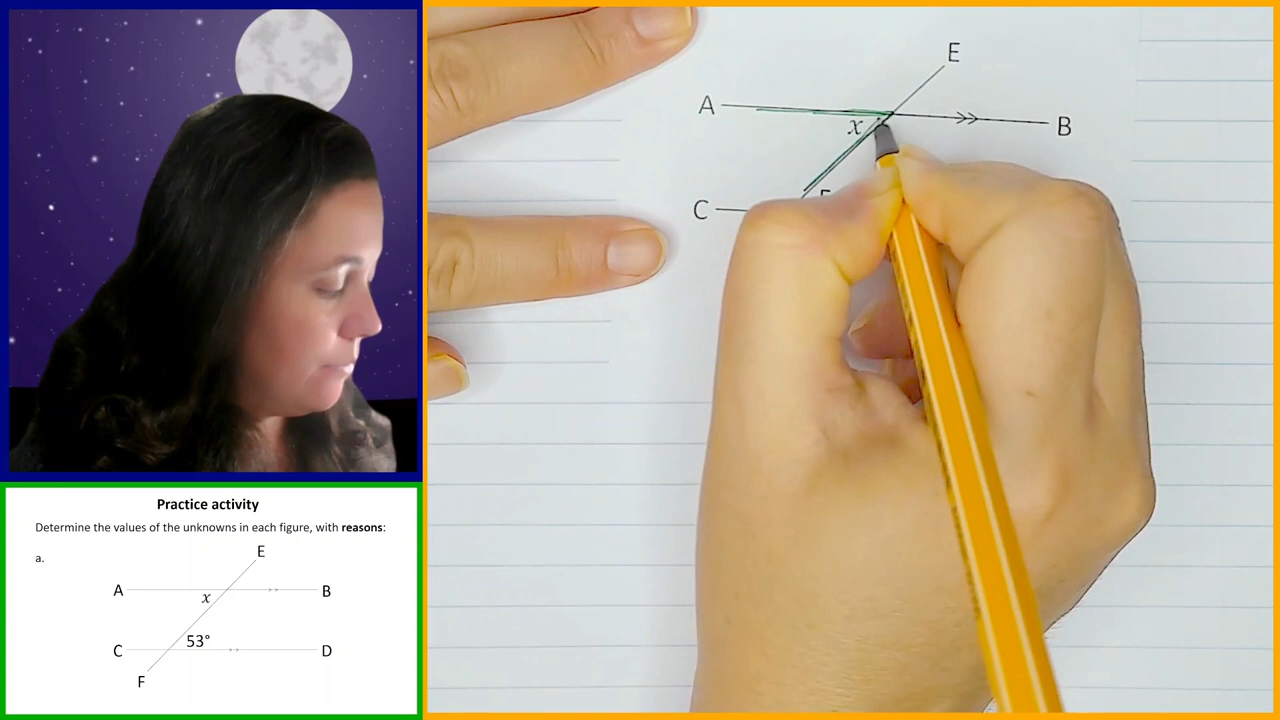 E
A
x
B
C
Practice activity
Determine the values of the unknowns in each figure, with reasons:
a.
E
A
B
x
53°
C
D
F